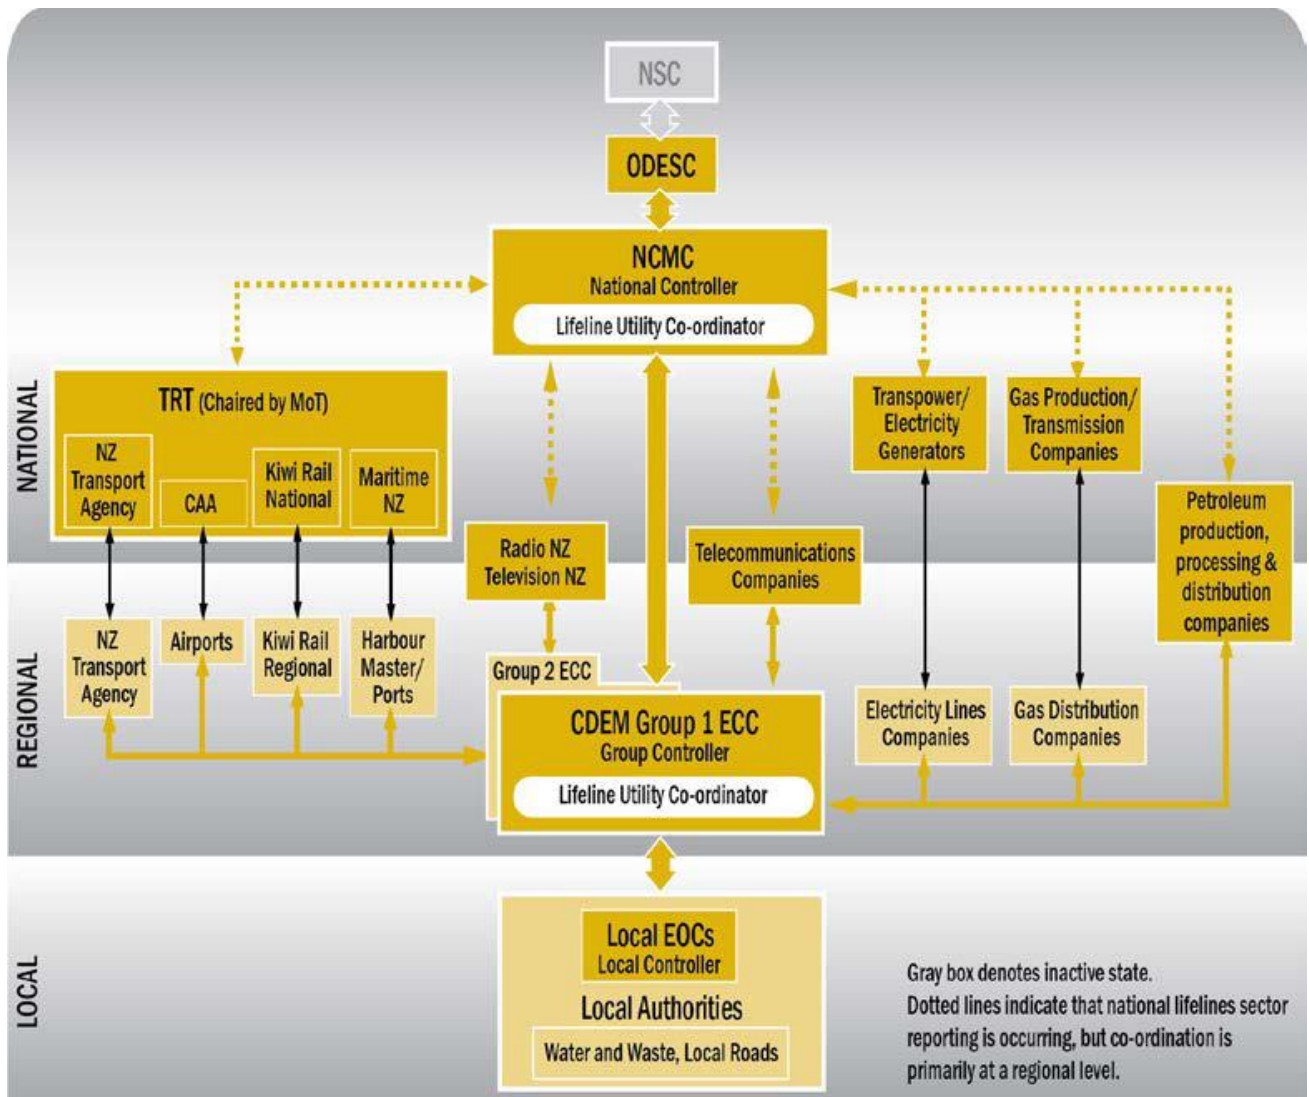 NSC
ODESC
NCMC
National Controller
Lifeline Utility Co-ordinator
NATIONAL
TRT (Chaired by MoT)
NZ
Transport
Agency
CAA
Kiwi Rail
National
Maritime
NZ
Radio NZ
Television NZ
Telecommunications
Companies
Transpower/
Electricity
Generators
Gas Production/
Transmission
Companies
Petroleum
production,
processing &
distribution
companies
REGIONAL
NZ
Transport
Agency
Airports
Kiwi Rail
Regional
Harbour
Master/
Ports
Group 2 ECC
CDEM Group 1 ECC
Group Controller
Lifeline Utility Co-ordinator
Electricity Lines
Companies
Gas Distribution
Companies
LOCAL
Local EOCs
Local Controller
Local Authorities
Water and Waste, Local Roads
Gray box denotes inactive state.
Dotted lines indicate that national lifelines sector
reporting is occurring, but co-ordination is
primarily at a regional level.